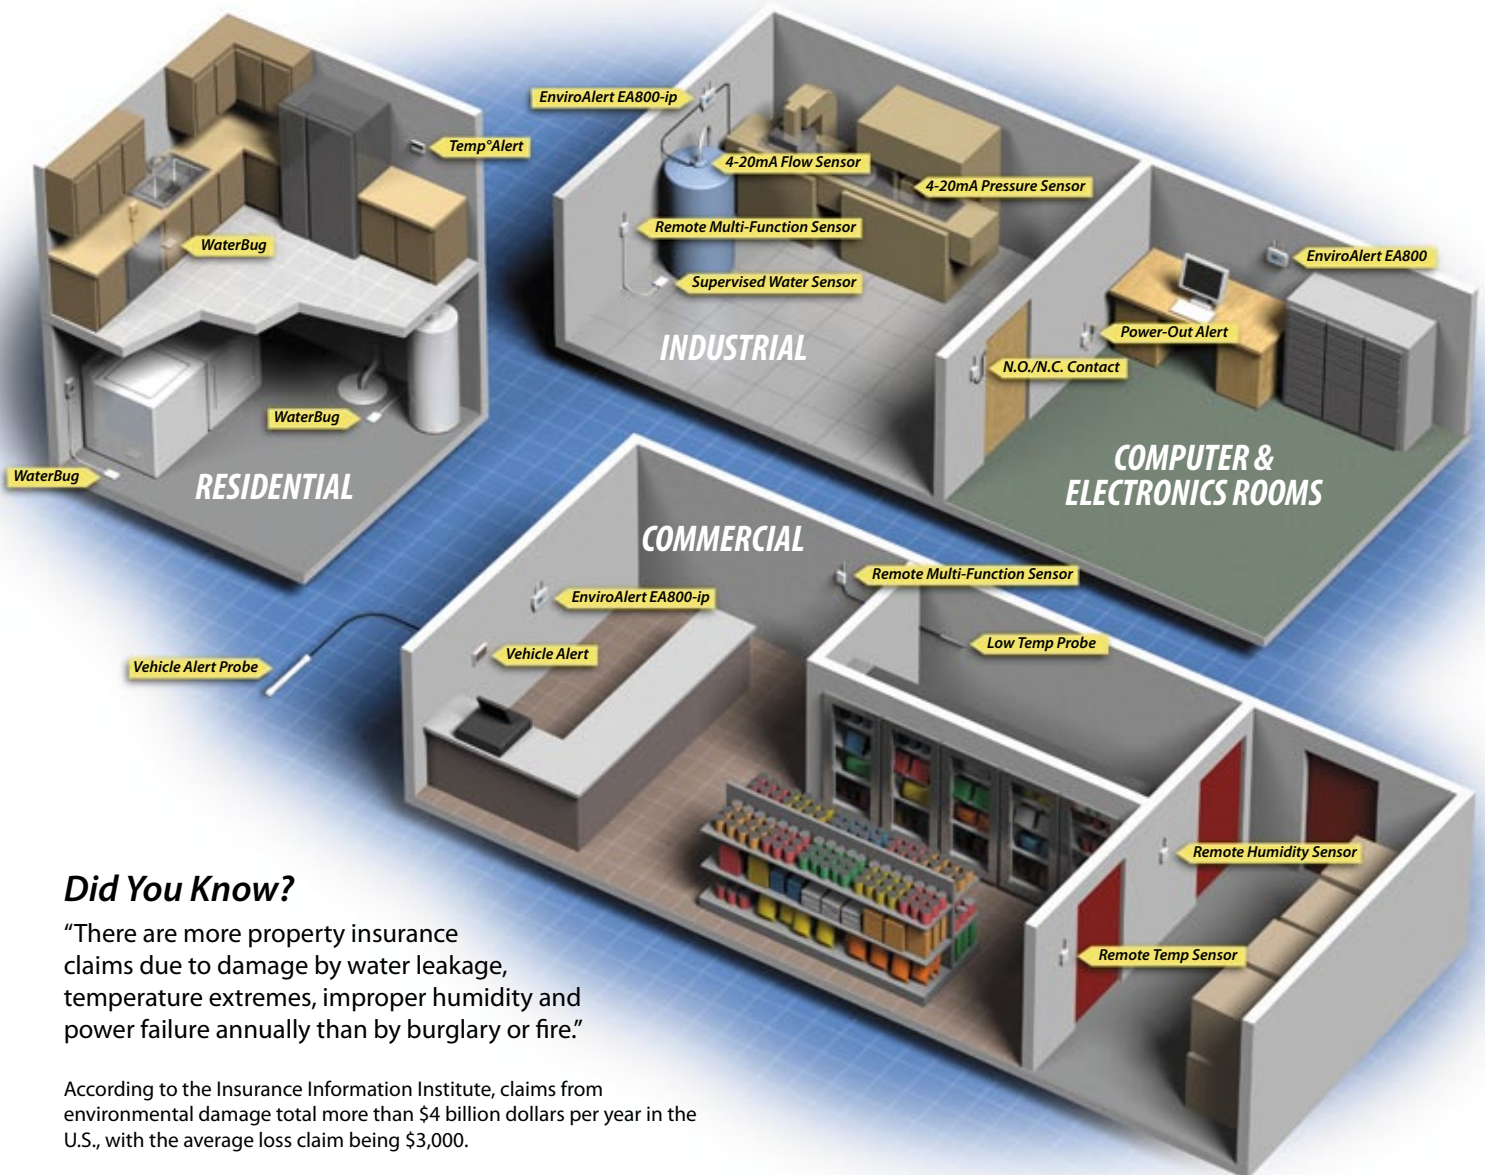 Temp°Alert
WaterBug
WaterBug
WaterBug
RESIDENTIAL
EnviroAlert EA800-ip
4-20mA Flow Sensor
4-20mA Pressure Sensor
Remote Multi-Function Sensor
Supervised Water Sensor
INDUSTRIAL
EnviroAlert EA800
Power-Out Alert
N.O./N.C. Contact
COMPUTER &
ELECTRONICS ROOMS
COMMERCIAL
Remote Multi-Function Sensor
EnviroAlert EA800-ip
Low Temp Probe
Vehicle Alert
Vehicle Alert Probe
Remote Humidity Sensor
Remote Temp Sensor
Did You Know?
“There are more property insurance
claims due to damage by water leakage,
temperature extremes, improper humidity and
power failure annually than by burglary or fire.”
According to the Insurance Information Institute, claims from
environmental damage total more than $4 billion dollars per year in the
U.S., with the average loss claim being $3,000.